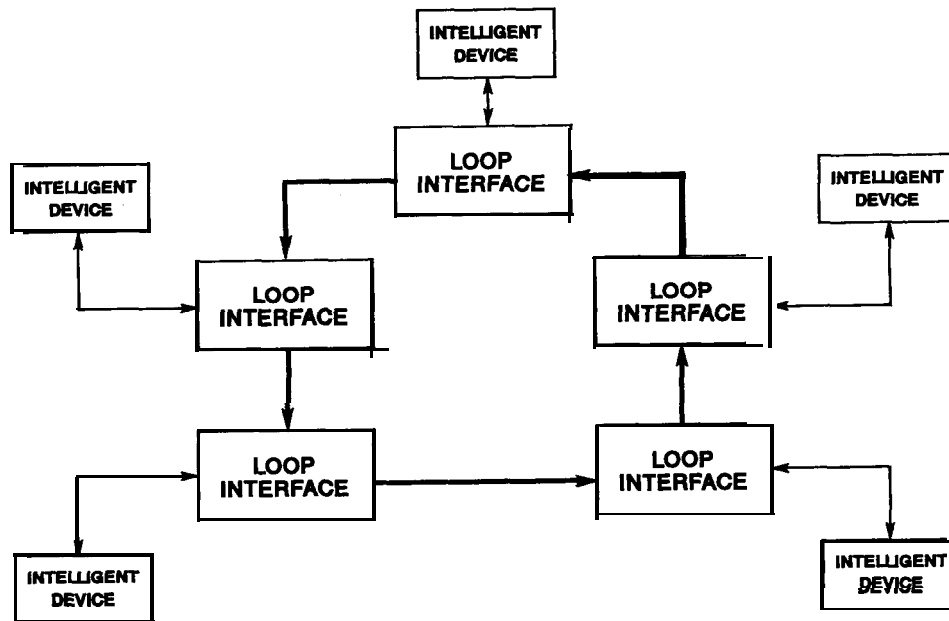 INTELLIGENT
DEVICE
LOOP
INTERFACE
INTELLIGENT
DEVICE
INTELLIGENT
DEVICE
LOOP
INTERFACE
LOOP
INTERFACE
LOOP
INTERFACE
LOOP
INTERFACE
INTELLIGENT
DEVICE
INTELLIGENT
DEVICE